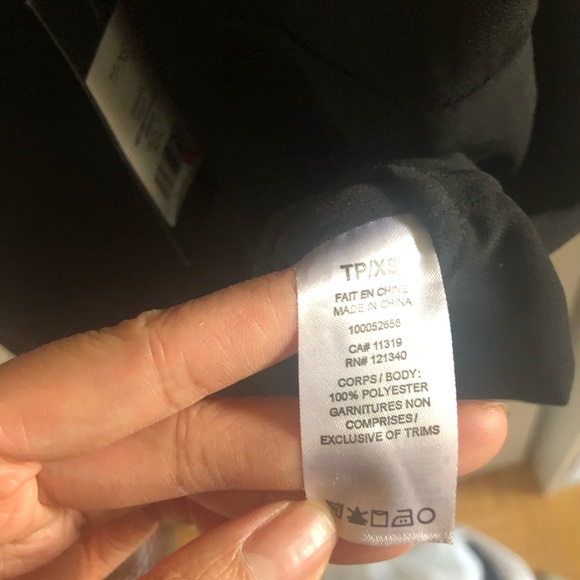 TP/XS
FAIT EN CHINE
MADE IN CHINA
100052656
CA# 11319
RN# 121340
CORPS / BODY:
100% POLYESTER
GARNITURES NON
COMPRISES /
EXCLUSIVE OF TRIMS